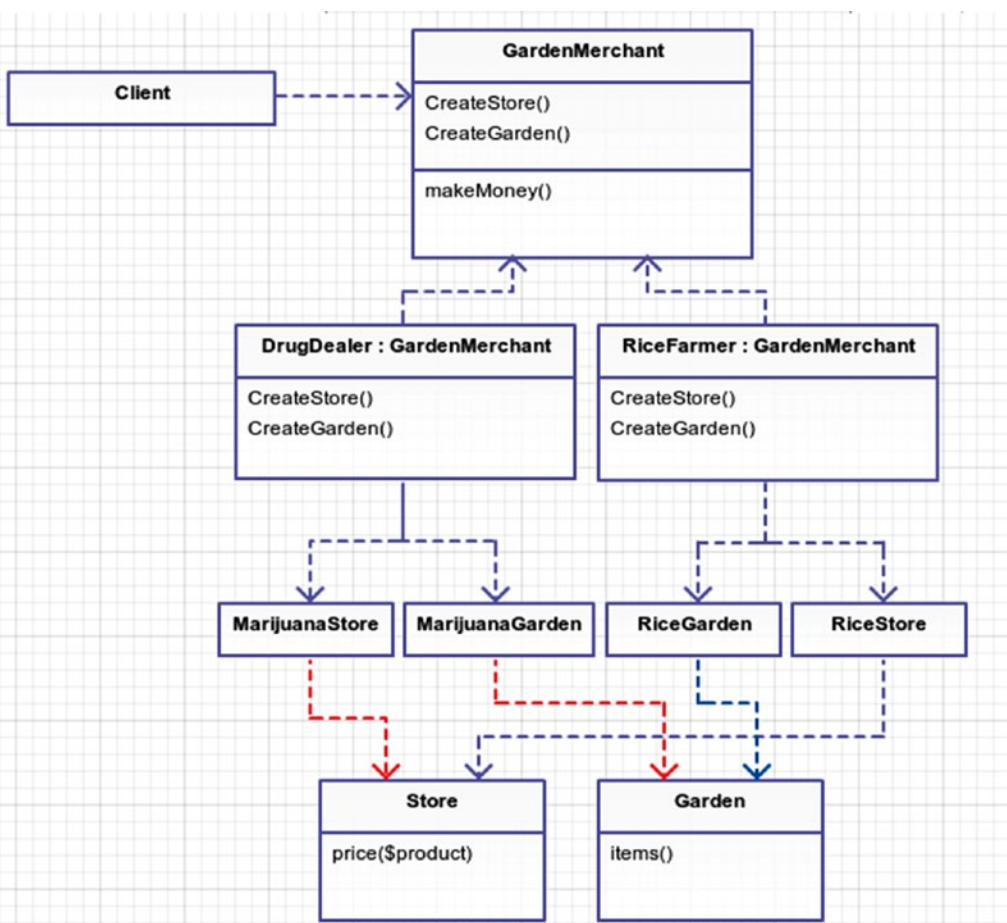 GardenMerchant
Client
CreateStore()
CreateGarden()
makeMoney()
DrugDealer : GardenMerchant
CreateStore()
CreateGarden()
RiceFarmer : GardenMerchant
CreateStore()
CreateGarden()
MarijuanaStore
MarijuanaGarden
RiceGarden
RiceStore
Store
price($product)
Garden
items()